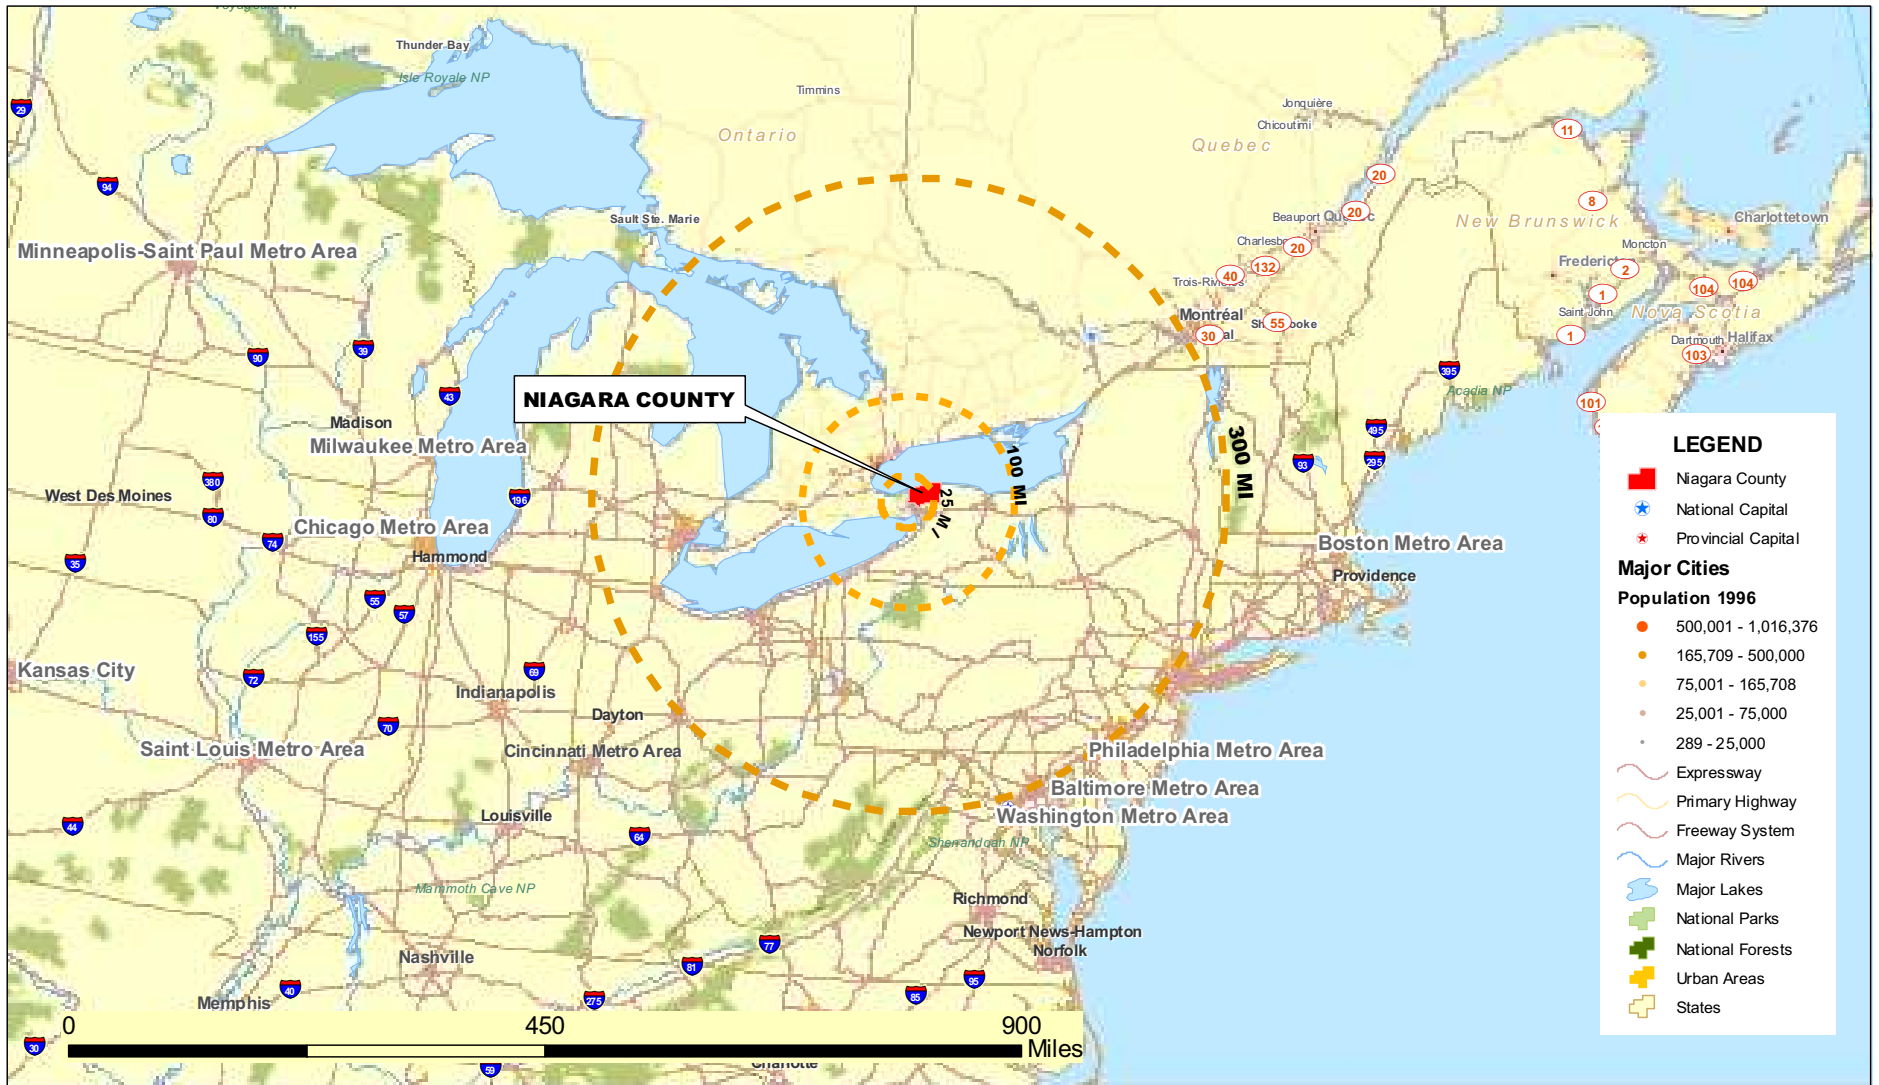 Voyageurs NP
Thunder Bay
Isle Royale NP
Timmins
Jonquière
Chicoutimi
Ontario
Quebec
29
94
11
20
8
Sault Ste. Marie
Beauport
20
New Brunswick
Charlottetown
Minneapolis-Saint Paul Metro Area
20
Moncton
132
Fredericton
2
40
104
104
1
Montréal
Saint John
Nova Scotia
55
30
1
Dartmouth
Halifax
103
90
39
395
Acadia NP
43
NIAGARA COUNTY
101
Madison
495
Milwaukee Metro Area
100 MI
300 MI
93
295
380
West Des Moines
196
25 MI
80
Chicago Metro Area
74
Hammond
35
Boston Metro Area
Providence
55
57
155
Kansas City
72
69
Indianapolis
Dayton
70
Saint Louis Metro Area
Cincinnati Metro Area
Philadelphia Metro Area
Baltimore Metro Area
Washington Metro Area
Louisville
44
64
Shenandoah NP
Mammoth Cave NP
Richmond
Newport News-Hampton
Norfolk
77
Nashville
81
95
40
275
85
Memphis
30
59
Charlotte
0
450
900
Miles
LEGEND
Niagara County
National Capital
Provincial Capital
Major Cities
Population 1996
500,001 - 1,016,376
165,709 - 500,000
75,001 - 165,708
25,001 - 75,000
289 - 25,000
Expressway
Primary Highway
Freeway System
Major Rivers
Major Lakes
National Parks
National Forests
Urban Areas
States